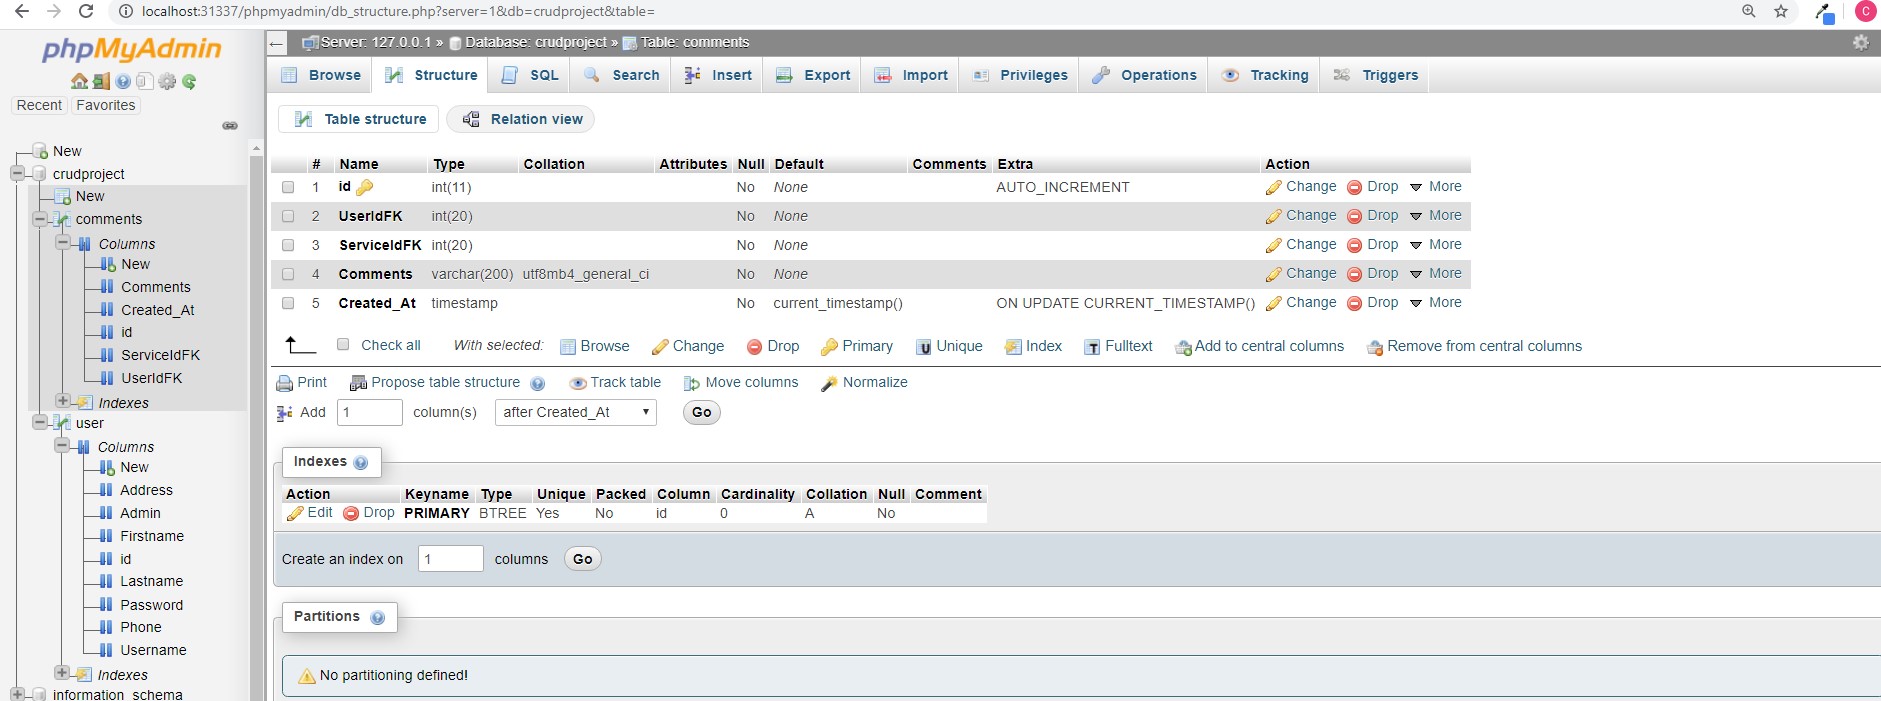 localhost:31337/phpmyadmin/db_structure.php?server=1&db=crudproject&table=
C
phpMyAdmin
Recent Favorites
New
crudproject
New
comments
Columns
New
Comments
Created_At
id
ServiceIdFK
UserIdFK
Indexes
user
Columns
New
Address
Admin
Firstname
id
Lastname
Password
Phone
Username
Indexes
information_schema
Server: 127.0.0.1 » Database: crudproject » Table: comments
Browse Structure SQL Search Insert Export Import Privileges Operations Tracking Triggers
Table structure Relation view
# Name Type Collation Attributes Null Default Comments Extra Action
1 id int(11) No None AUTO_INCREMENT Change Drop More
2 UserIdFK int(20) No None Change Drop More
3 ServiceIdFK int(20) No None Change Drop More
4 Comments varchar(200) utf8mb4_general_ci No None Change Drop More
5 Created_At timestamp No current_timestamp() ON UPDATE CURRENT_TIMESTAMP() Change Drop More
Check all With selected: Browse Change Drop Primary Unique Index Fulltext Add to central columns Remove from central columns
Print Propose table structure Track table Move columns Normalize
Add 1 column(s) after Created_At Go
Indexes
Action Keyname Type Unique Packed Column Cardinality Collation Null Comment
Edit Drop PRIMARY BTREE Yes No id 0 A No
Create an index on 1 columns Go
Partitions
No partitioning defined!